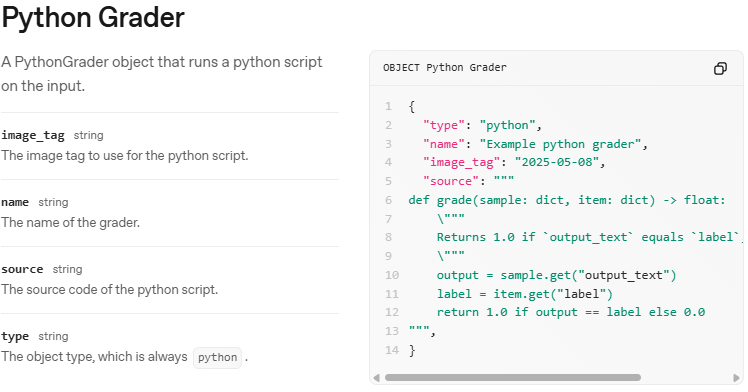 Python Grader
A PythonGrader object that runs a python script
on the input.
image_tag string
The image tag to use for the python script.
name string
The name of the grader.
source string
The source code of the python script.
type string
The object type, which is always python .
OBJECT Python Grader
1 {
2   "type": "python",
3   "name": "Example python grader",
4   "image_tag": "2025-05-08",
5   "source": """
6 def grade(sample: dict, item: dict) -> float:
7     \"""
8     Returns 1.0 if `output_text` equals `label`
9     \"""
10     output = sample.get("output_text")
11     label = item.get("label")
12     return 1.0 if output == label else 0.0
13 """,
14 }